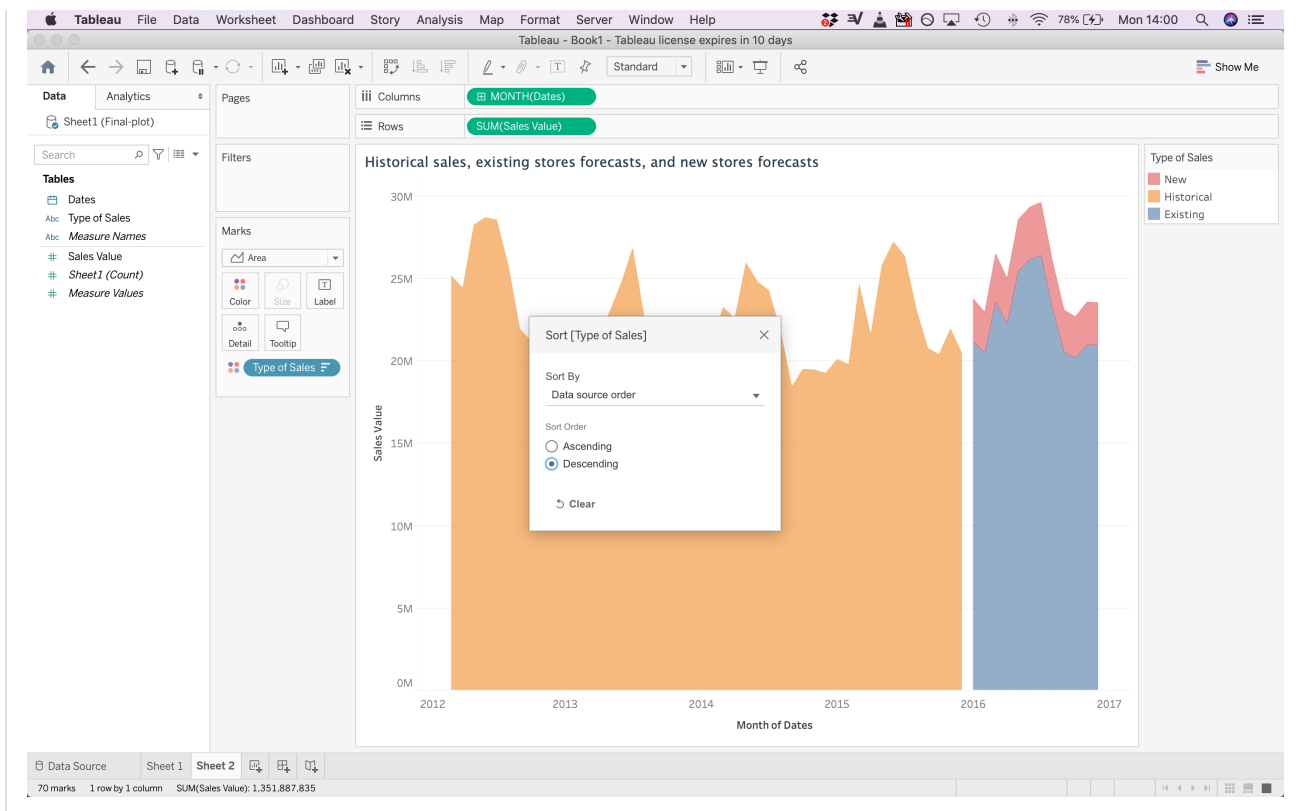 Tableau File Data Worksheet Dashboard Story Analysis Map Format Server Window Help 78% Mon 14:00
Tableau - Book1 - Tableau license expires in 10 days
Standard Show Me
Data Analytics
Sheet1 (Final-plot)
Search
Tables
Dates
Abc Type of Sales
Abc Measure Names
# Sales Value
# Sheet1 (Count)
# Measure Values
Pages
Filters
Marks
Area
Color Size Label
Detail Tooltip
Type of Sales
Columns MONTH(Dates)
Rows SUM(Sales Value)
Historical sales, existing stores forecasts, and new stores forecasts
30M
25M
20M
15M
10M
5M
0M
Sales Value
2012 2013 2014 2015 2016 2017
Month of Dates
Sort [Type of Sales]
Sort By
Data source order
Sort Order
Ascending
Descending
Clear
Type of Sales
New
Historical
Existing
Data Source Sheet 1 Sheet 2
70 marks 1 row by 1 column SUM(Sales Value): 1,351,887,835